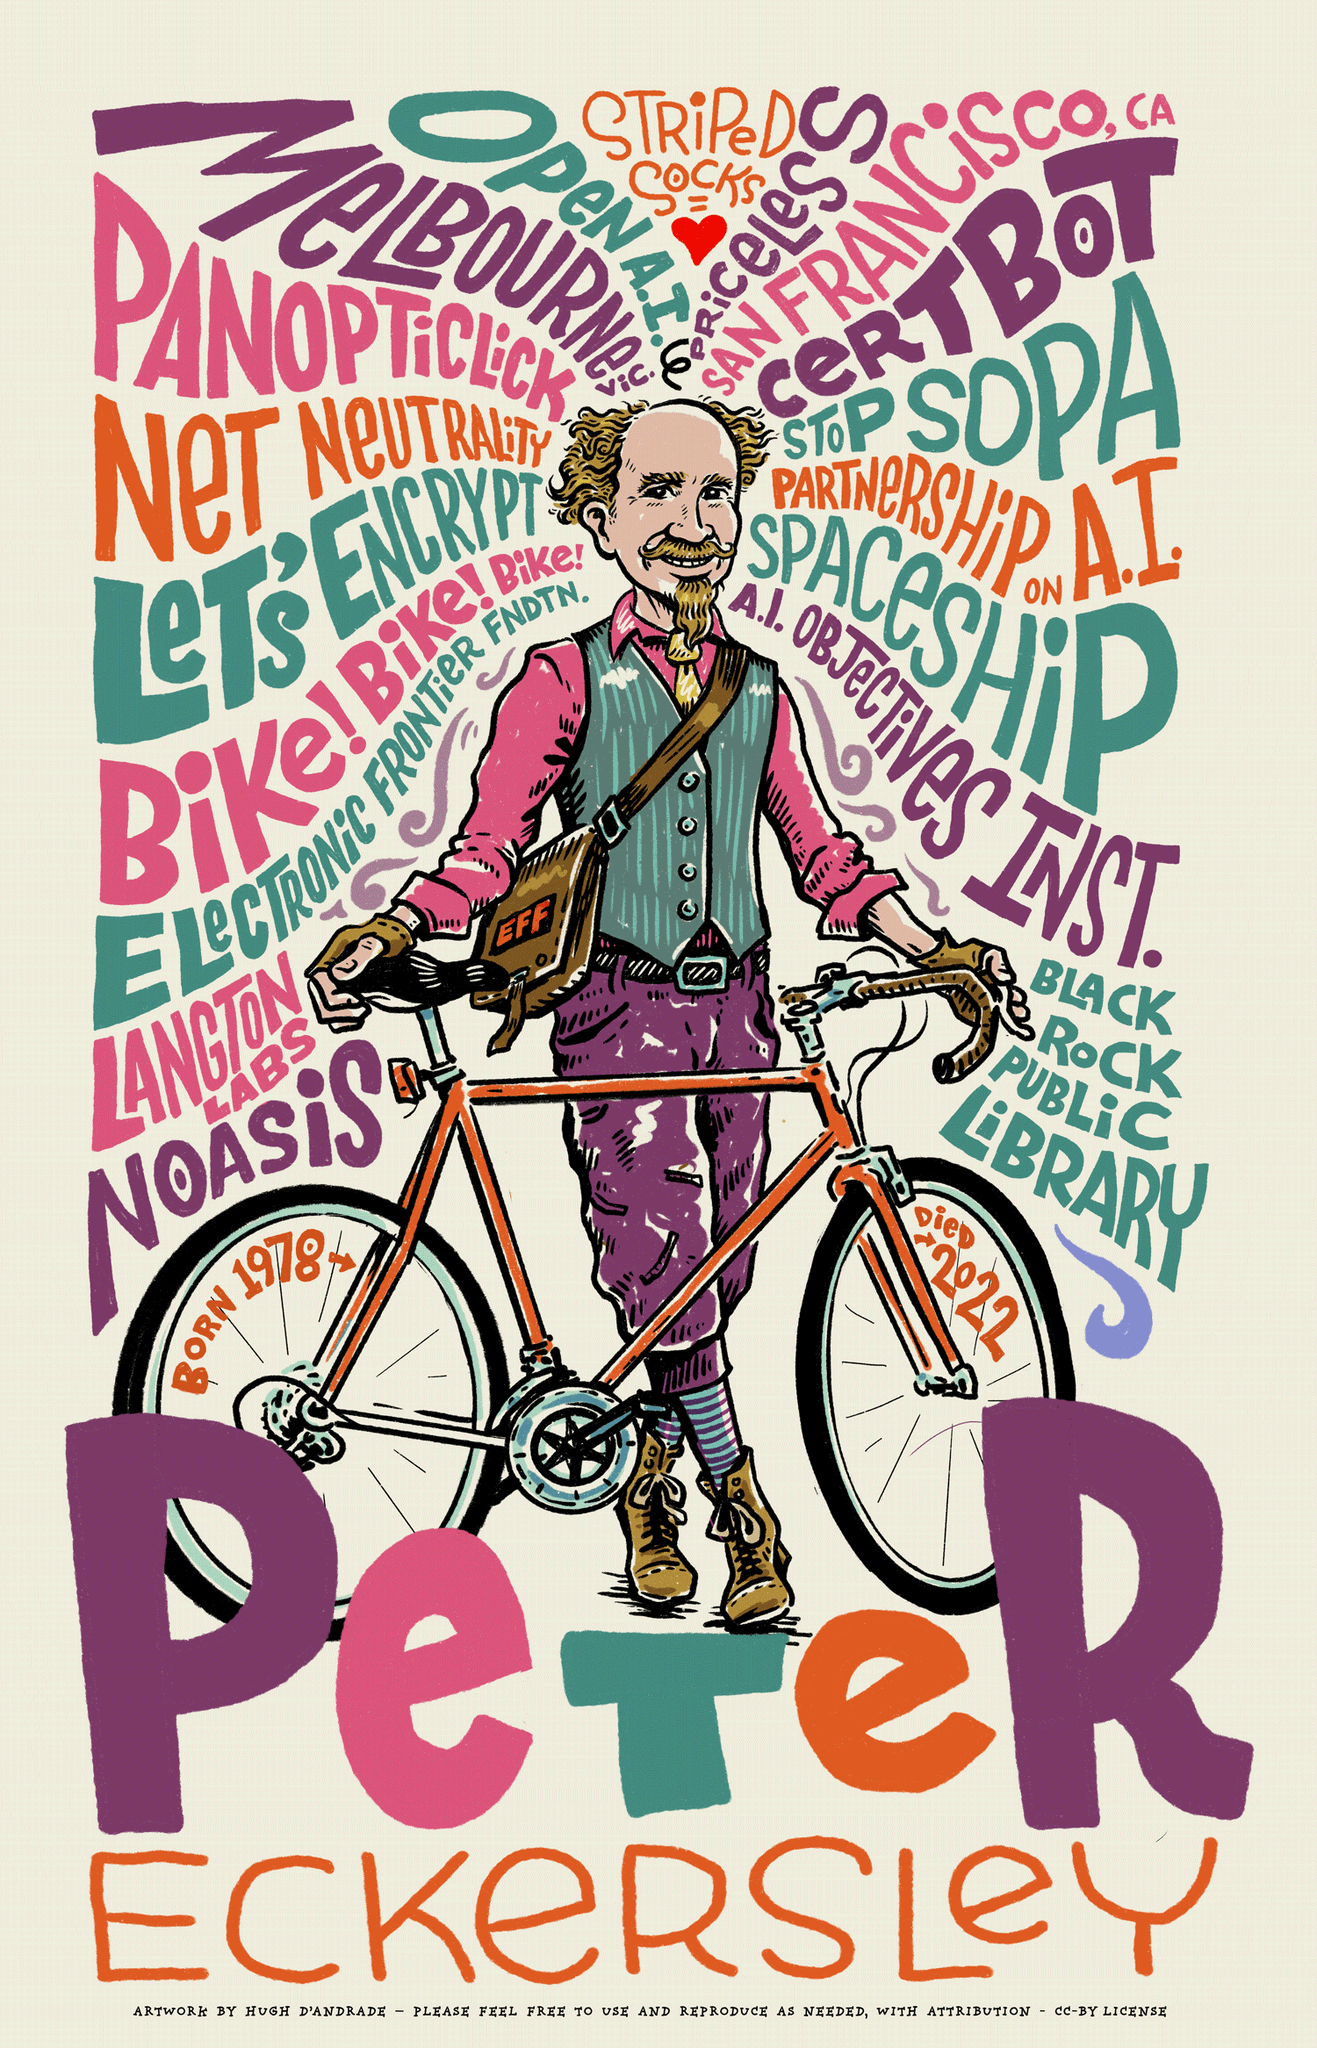 MELBOURNE, VIC.
OPEN A.I.
STRIPED
SOCKS =
PRICELESS
SAN FRANCISCO, CA
PANOPTICLICK
CERTBOT
NET NEUTRALITY
STOP SOPA
LET'S ENCRYPT
PARTNERSHIP ON A.I.
BIKE! BIKE! BIKE!
SPACESHIP
ELECTRONIC FRONTIER FNDTN.
A.I. OBJECTIVES INST.
LANGTON
LABS
NOASIS
BLACK
ROCK
PUBLIC
LIBRARY
EFF
BORN 1978 →
DIED
→ 2022
PETER
ECKERSLEY
ARTWORK BY HUGH D'ANDRADE – PLEASE FEEL FREE TO USE AND REPRODUCE AS NEEDED, WITH ATTRIBUTION - CC-BY LICENSE